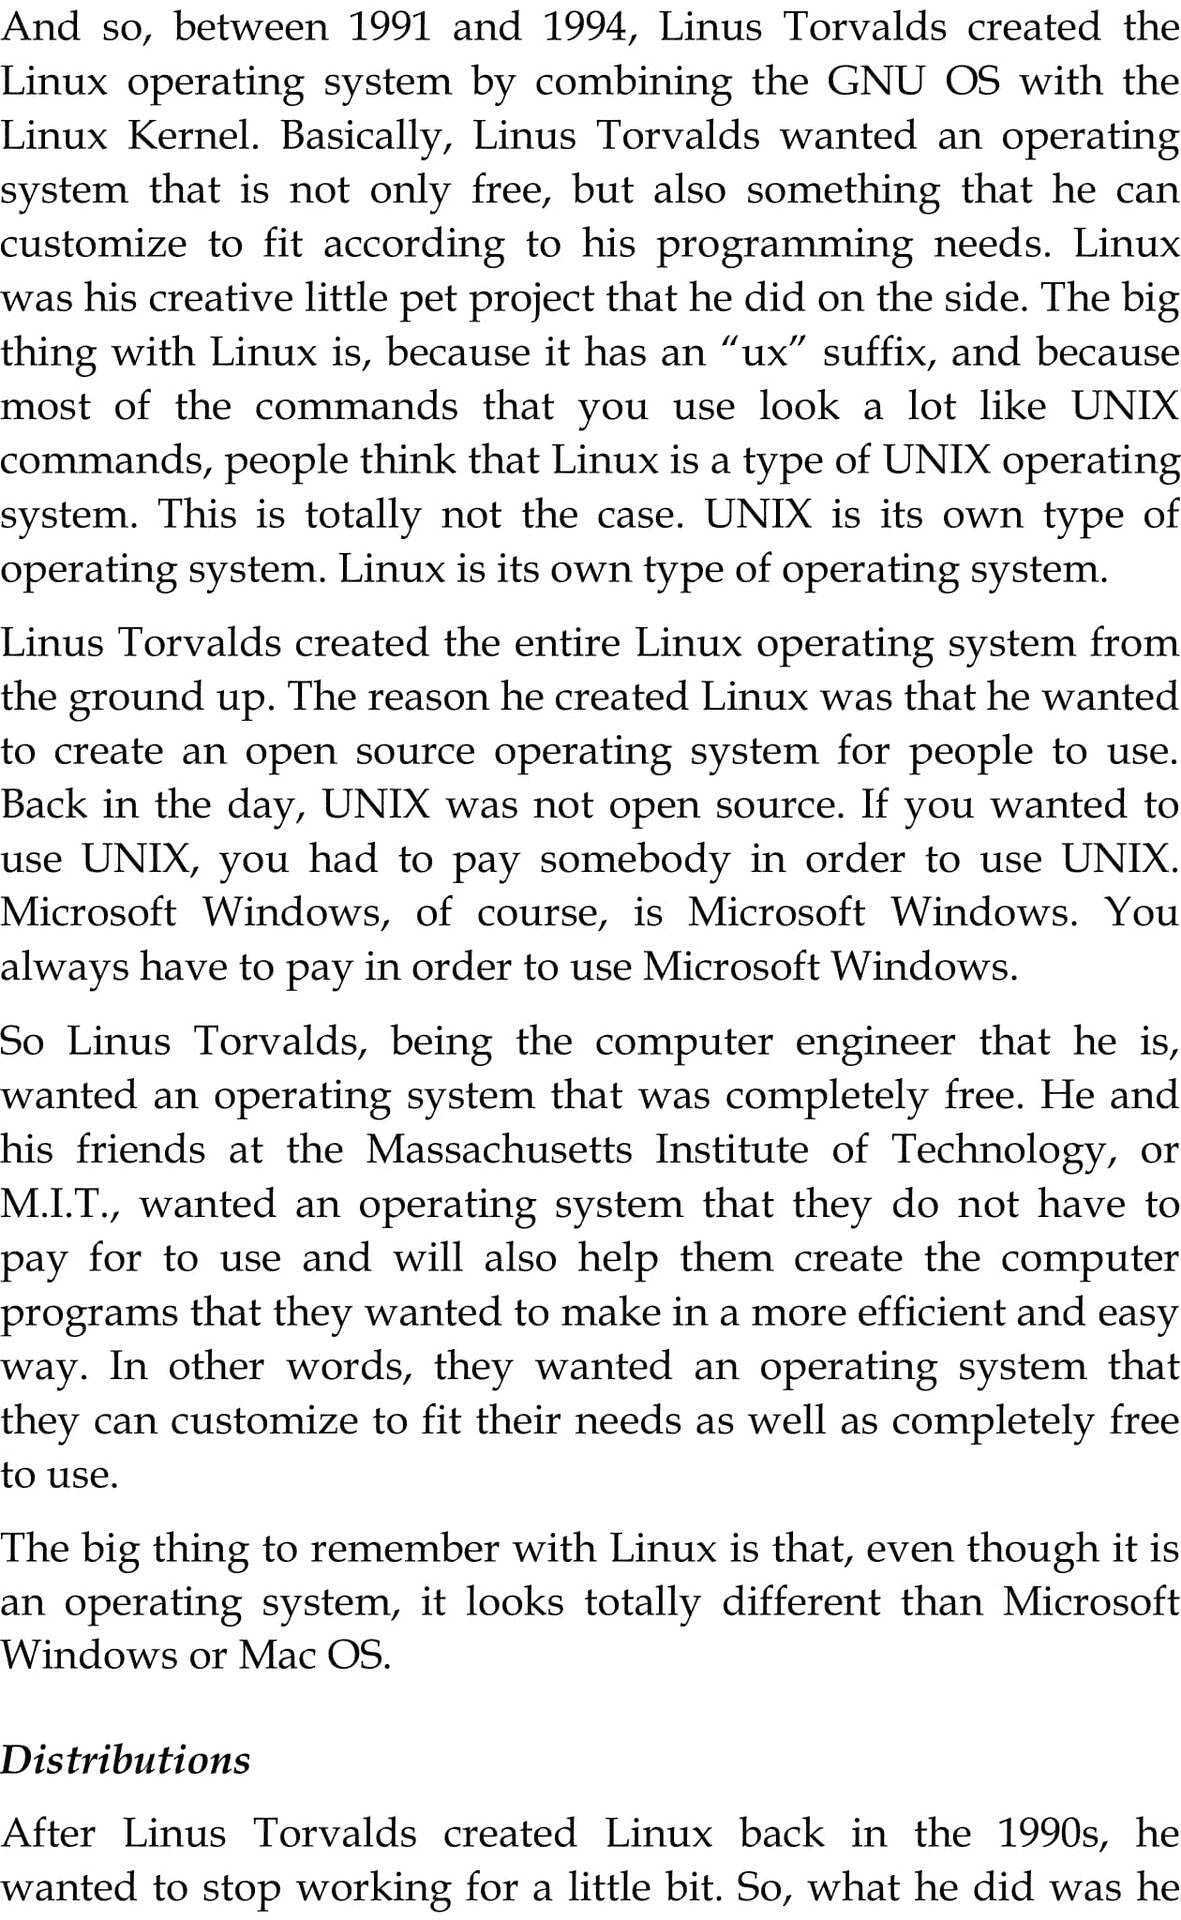 And so, between 1991 and 1994, Linus Torvalds created the
Linux operating system by combining the GNU OS with the
Linux Kernel. Basically, Linus Torvalds wanted an operating
system that is not only free, but also something that he can
customize to fit according to his programming needs. Linux
was his creative little pet project that he did on the side. The big
thing with Linux is, because it has an “ux” suffix, and because
most of the commands that you use look a lot like UNIX
commands, people think that Linux is a type of UNIX operating
system. This is totally not the case. UNIX is its own type of
operating system. Linux is its own type of operating system.
Linus Torvalds created the entire Linux operating system from
the ground up. The reason he created Linux was that he wanted
to create an open source operating system for people to use.
Back in the day, UNIX was not open source. If you wanted to
use UNIX, you had to pay somebody in order to use UNIX.
Microsoft Windows, of course, is Microsoft Windows. You
always have to pay in order to use Microsoft Windows.
So Linus Torvalds, being the computer engineer that he is,
wanted an operating system that was completely free. He and
his friends at the Massachusetts Institute of Technology, or
M.I.T., wanted an operating system that they do not have to
pay for to use and will also help them create the computer
programs that they wanted to make in a more efficient and easy
way. In other words, they wanted an operating system that
they can customize to fit their needs as well as completely free
to use.
The big thing to remember with Linux is that, even though it is
an operating system, it looks totally different than Microsoft
Windows or Mac OS.
Distributions
After Linus Torvalds created Linux back in the 1990s, he
wanted to stop working for a little bit. So, what he did was he